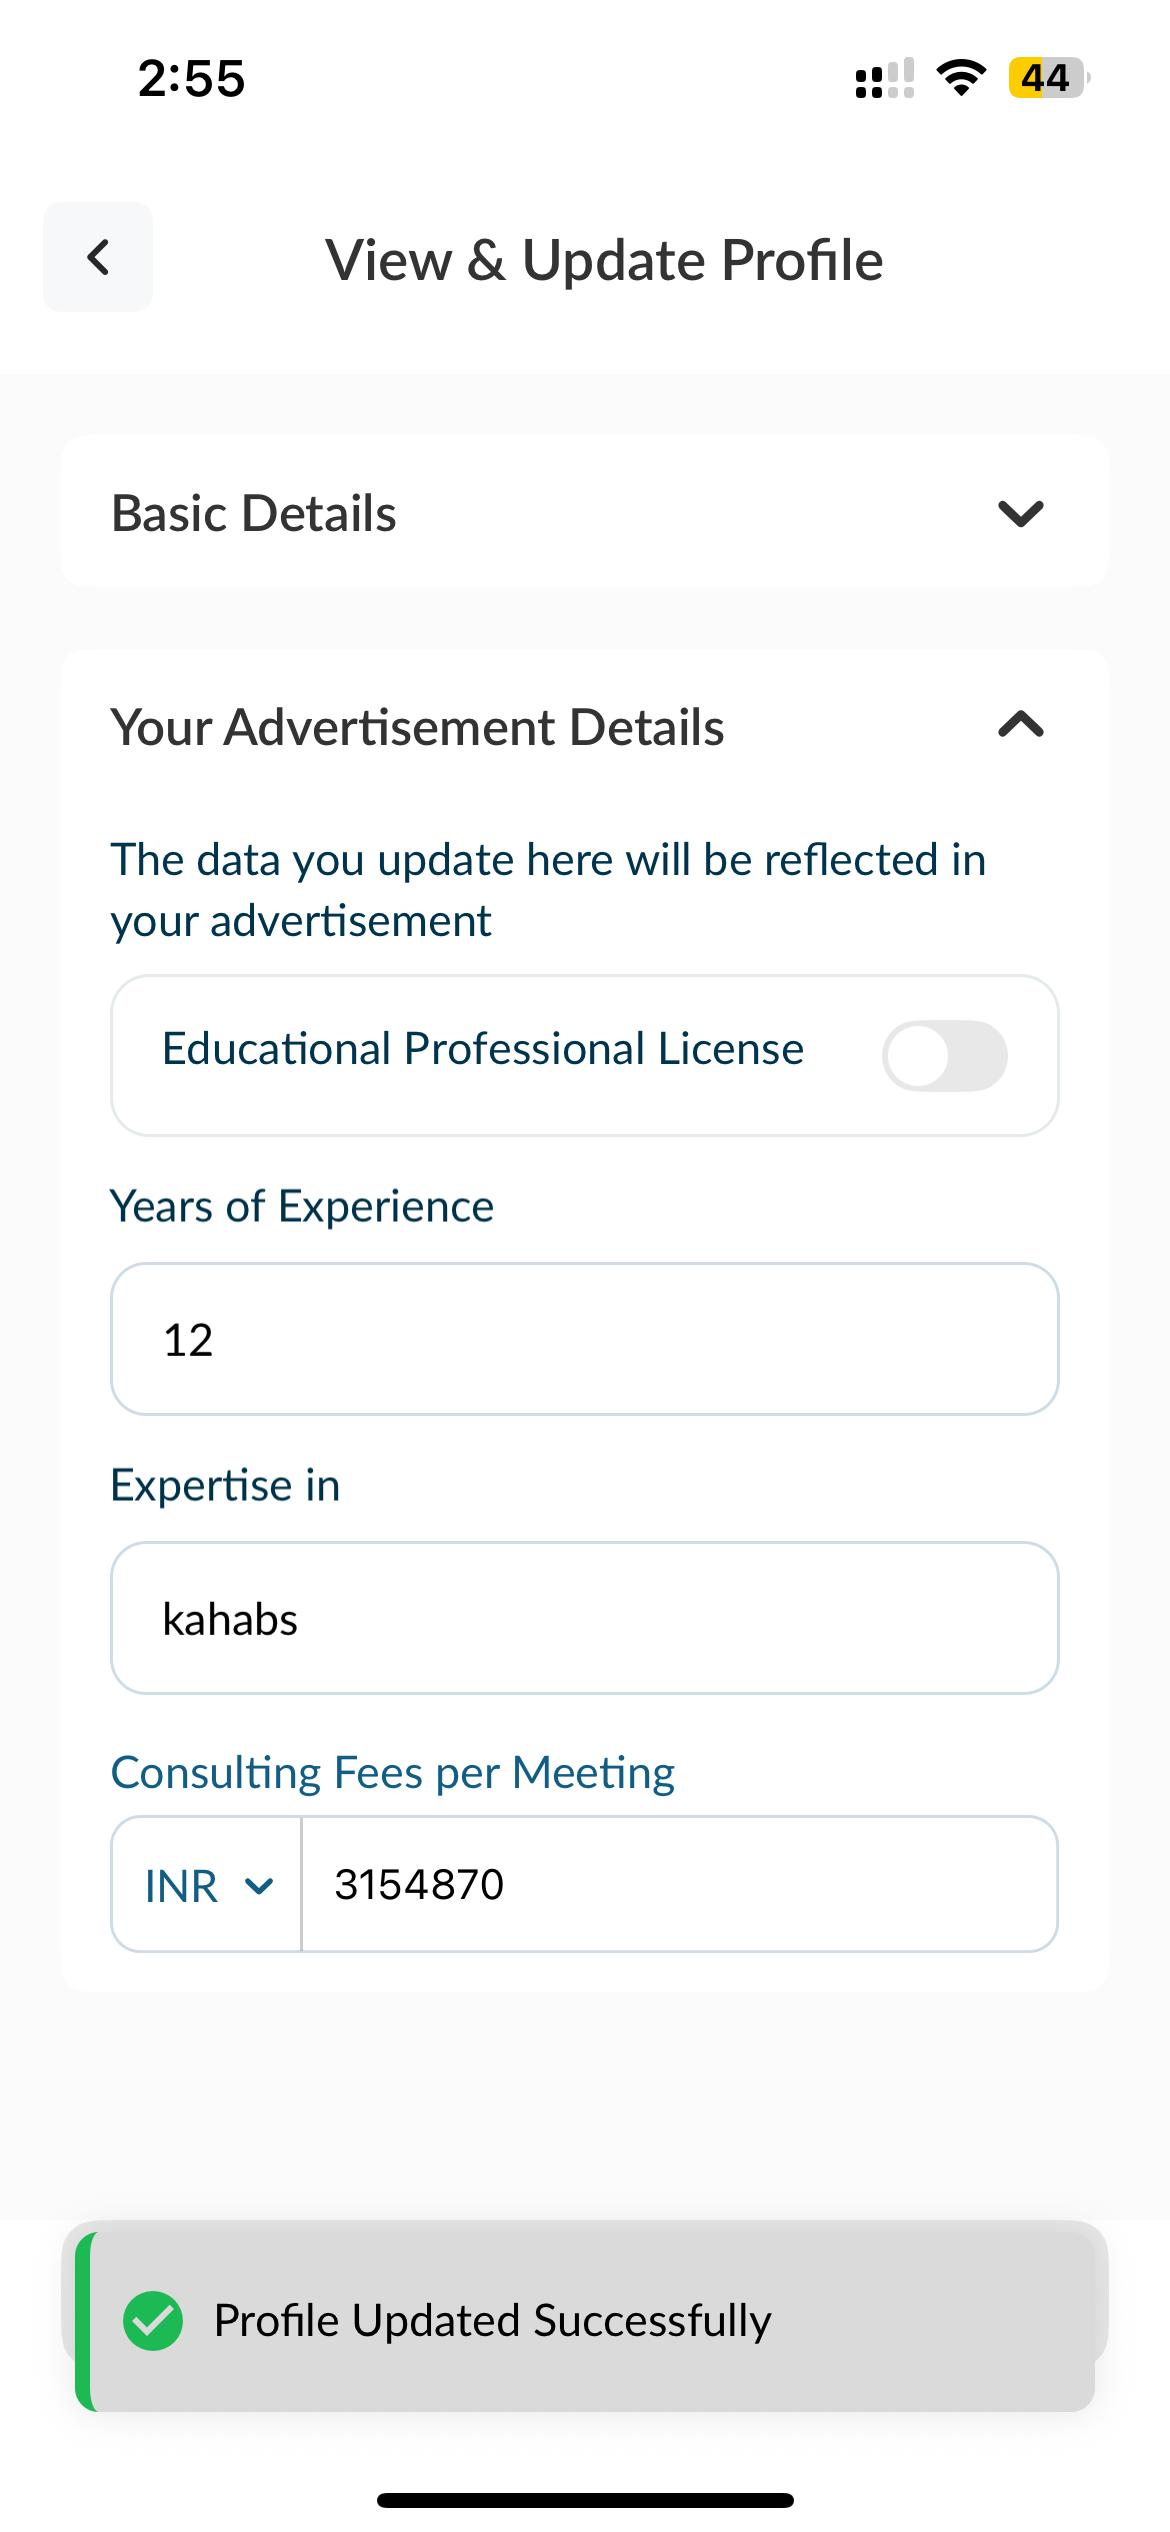 2:55
44
View & Update Profile
Basic Details
Your Advertisement Details
The data you update here will be reflected in
your advertisement
Educational Professional License
Years of Experience
12
Expertise in
kahabs
Consulting Fees per Meeting
INR 3154870
Profile Updated Successfully